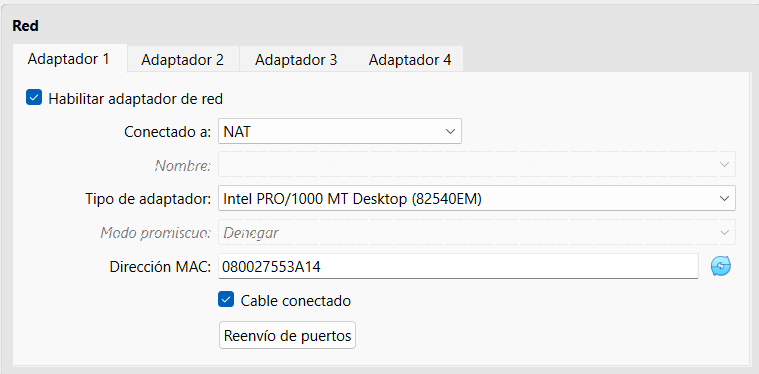 Red
Adaptador 1 Adaptador 2 Adaptador 3 Adaptador 4
Habilitar adaptador de red
Conectado a: NAT
Nombre:
Tipo de adaptador: Intel PRO/1000 MT Desktop (82540EM)
Modo promiscuo: Denegar
Dirección MAC: 080027553A14
Cable conectado
Reenvío de puertos